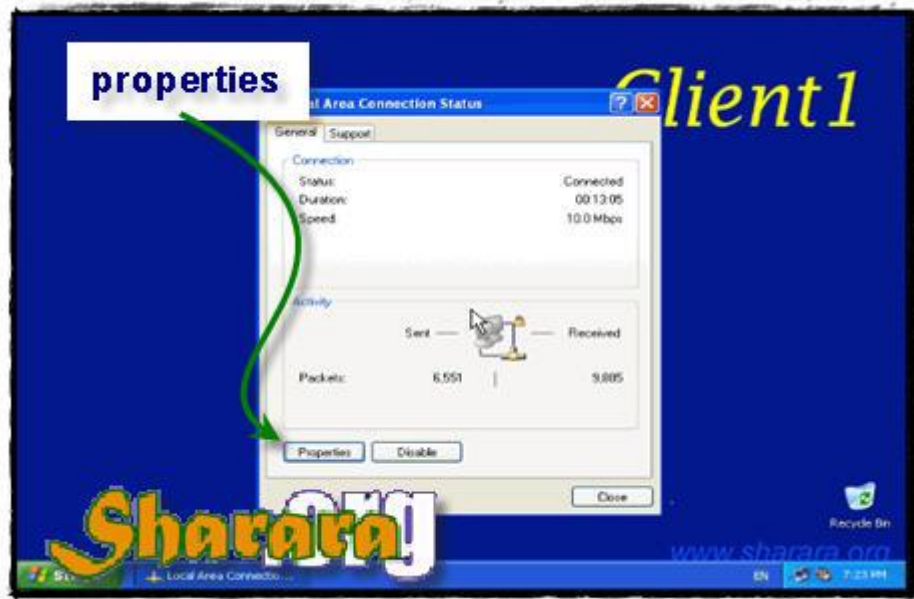 properties
Client1
al Area Connection Status
General Support
Connection
Status: Connected
Duration: 00:13:05
Speed: 10.0 Mbps
Activity
Sent — — Received
Packets: 6,551 | 9,885
Properties Disable
Close
Sharara .org
Recycle Bin
www.sharara.org
Local Area Connectio...
EN 7:23 PM